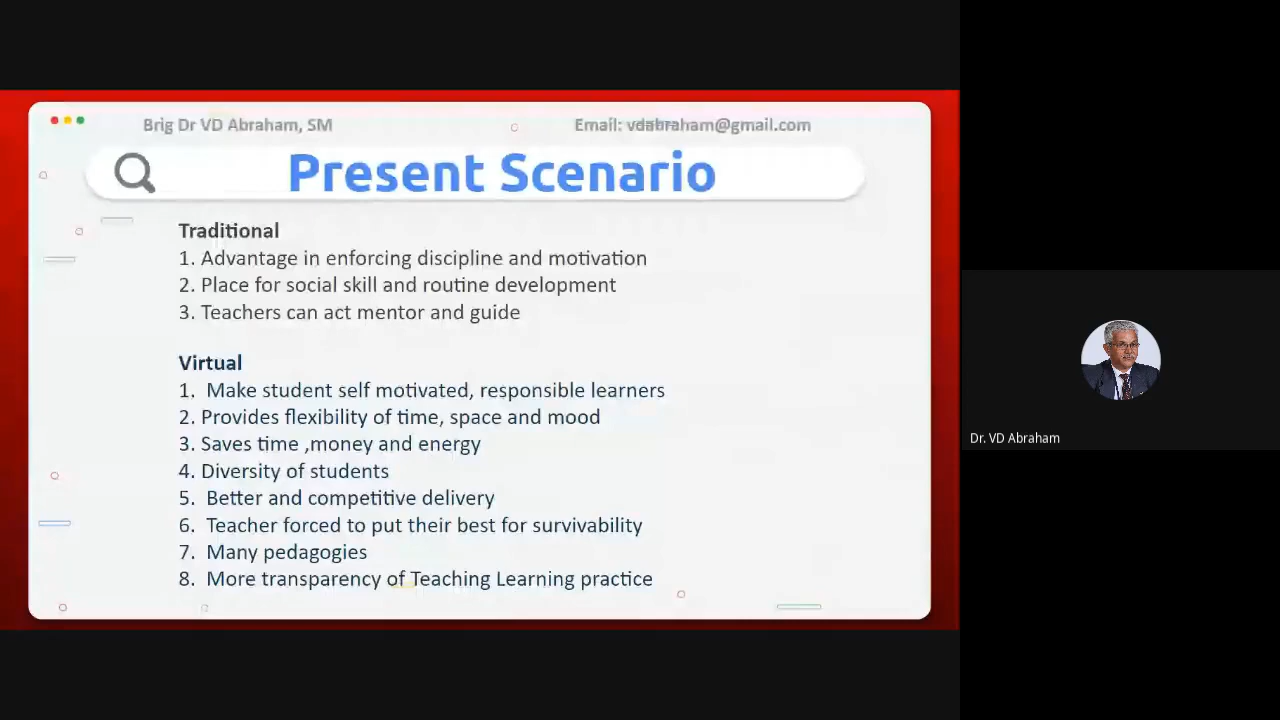 Brig Dr VD Abraham, SM
Email: vdabraham@gmail.com
Present Scenario
Traditional
1. Advantage in enforcing discipline and motivation
2. Place for social skill and routine development
3. Teachers can act mentor and guide
Virtual
1. Make student self motivated, responsible learners
2. Provides flexibility of time, space and mood
3. Saves time ,money and energy
4. Diversity of students
5. Better and competitive delivery
6. Teacher forced to put their best for survivability
7. Many pedagogies
8. More transparency of Teaching Learning practice
Dr. VD Abraham